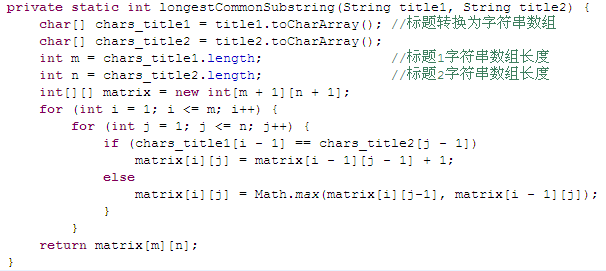 private static int longestCommonSubstring(String title1, String title2) {
    char[] chars_title1 = title1.toCharArray(); //标题转换为字符串数组
    char[] chars_title2 = title2.toCharArray();
    int m = chars_title1.length;                //标题1字符串数组长度
    int n = chars_title2.length;                //标题2字符串数组长度
    int[][] matrix = new int[m + 1][n + 1];
    for (int i = 1; i <= m; i++) {
        for (int j = 1; j <= n; j++) {
            if (chars_title1[i - 1] == chars_title2[j - 1])
                matrix[i][j] = matrix[i - 1][j - 1] + 1;
            else
                matrix[i][j] = Math.max(matrix[i][j-1], matrix[i - 1][j]);
            }
        }
    return matrix[m][n];
}